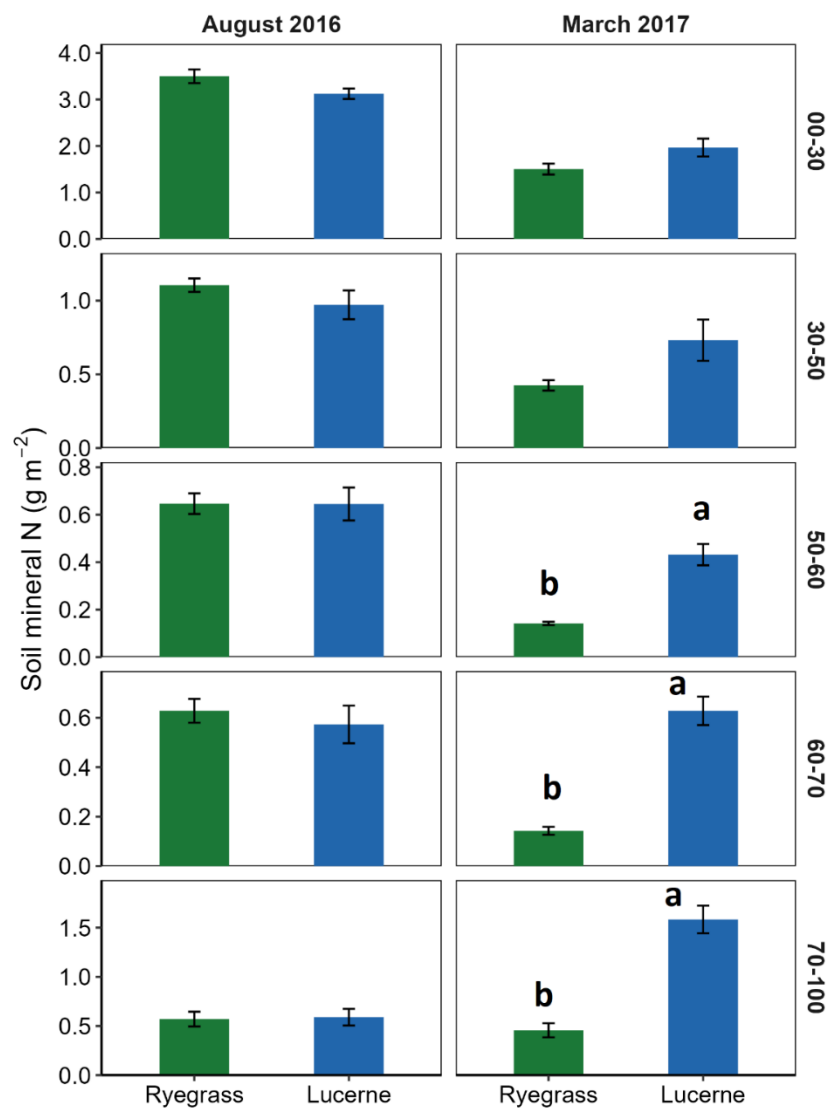 August 2016
March 2017
Soil mineral N (g m⁻²)
4.0
3.0
2.0
1.0
0.0
00-30
1.0
0.5
0.0
30-50
0.8
0.6
0.4
0.2
0.0
b
a
50-60
0.6
0.4
0.2
0.0
b
a
60-70
1.5
1.0
0.5
0.0
b
a
70-100
Ryegrass
Lucerne
Ryegrass
Lucerne